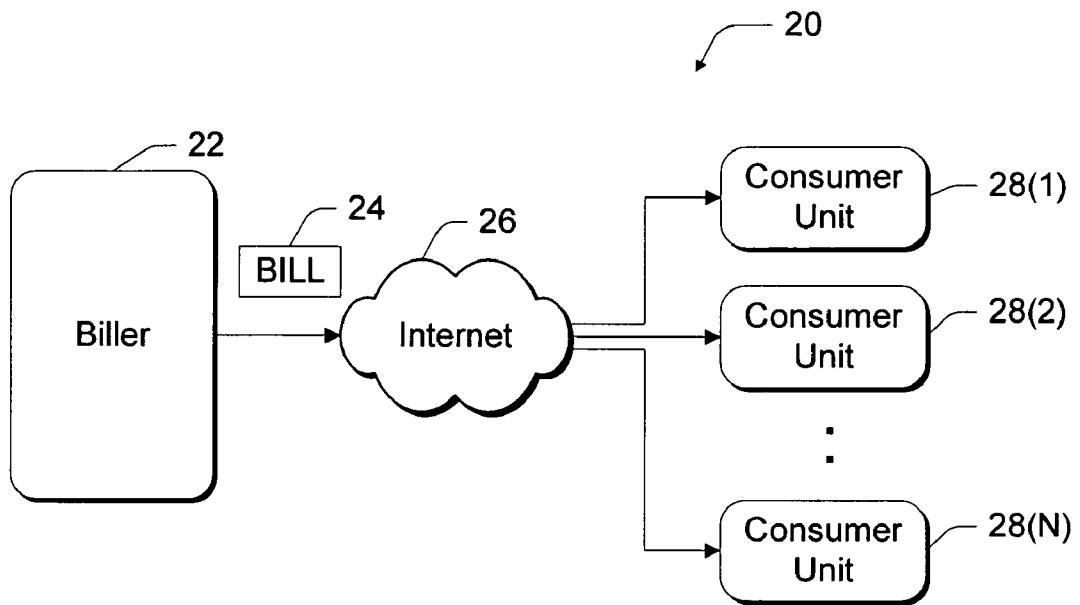 20
22
24
26
BILL
Biller
Internet
Consumer
Unit
28(1)
Consumer
Unit
28(2)
Consumer
Unit
28(N)